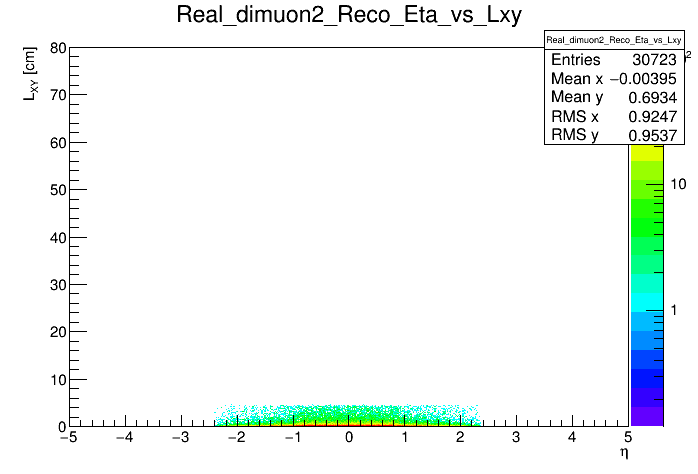 Real_dimuon2_Reco_Eta_vs_Lxy
Real_dimuon2_Reco_Eta_vs_Lxy
Entries 30723
Mean x −0.00395
Mean y 0.6934
RMS x 0.9247
RMS y 0.9537
L_XY [cm]
80
70
60
50
40
30
20
10
0
−5 −4 −3 −2 −1 0 1 2 3 4 5
η
2
10
1